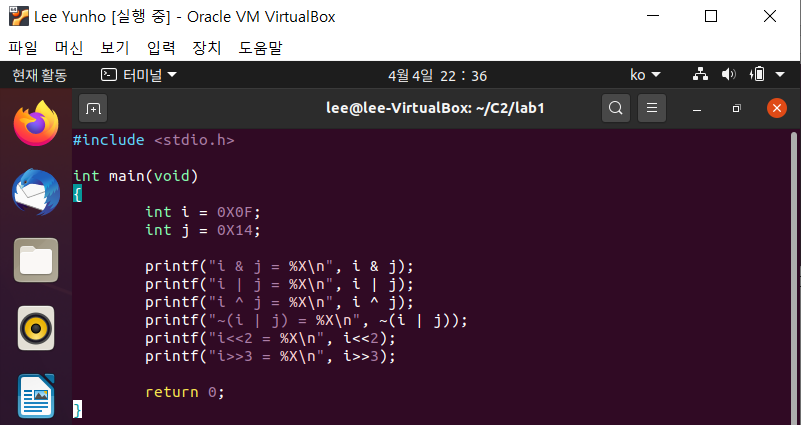 Lee Yunho [실행 중] - Oracle VM VirtualBox
파일 머신 보기 입력 장치 도움말
현재 활동 터미널 4월 4일 22 : 36 ko
lee@lee-VirtualBox: ~/C2/lab1
#include <stdio.h>
int main(void)
{
int i = 0X0F;
int j = 0X14;
printf("i & j = %X\n", i & j);
printf("i | j = %X\n", i | j);
printf("i ^ j = %X\n", i ^ j);
printf("~(i | j) = %X\n", ~(i | j));
printf("i<<2 = %X\n", i<<2);
printf("i>>3 = %X\n", i>>3);
return 0;
}